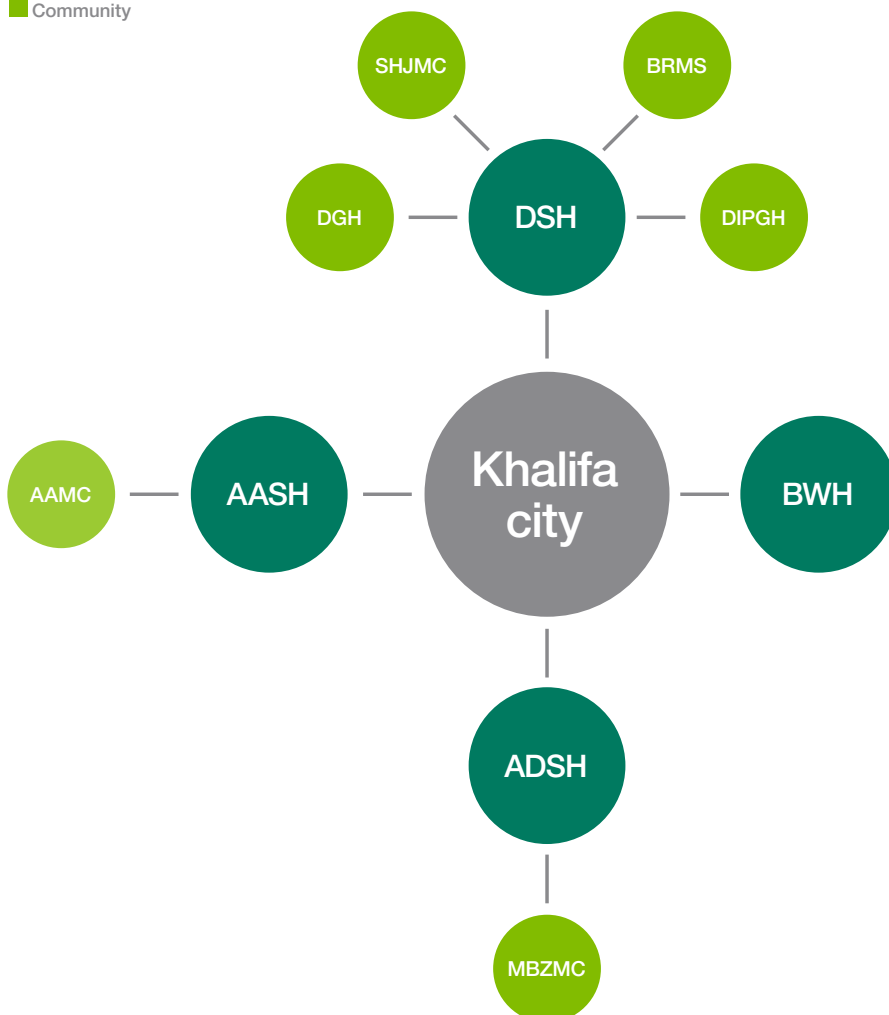 Community
SHJMC
BRMS
DGH
DSH
DIPGH
Khalifa
city
AAMC
AASH
BWH
ADSH
MBZMC